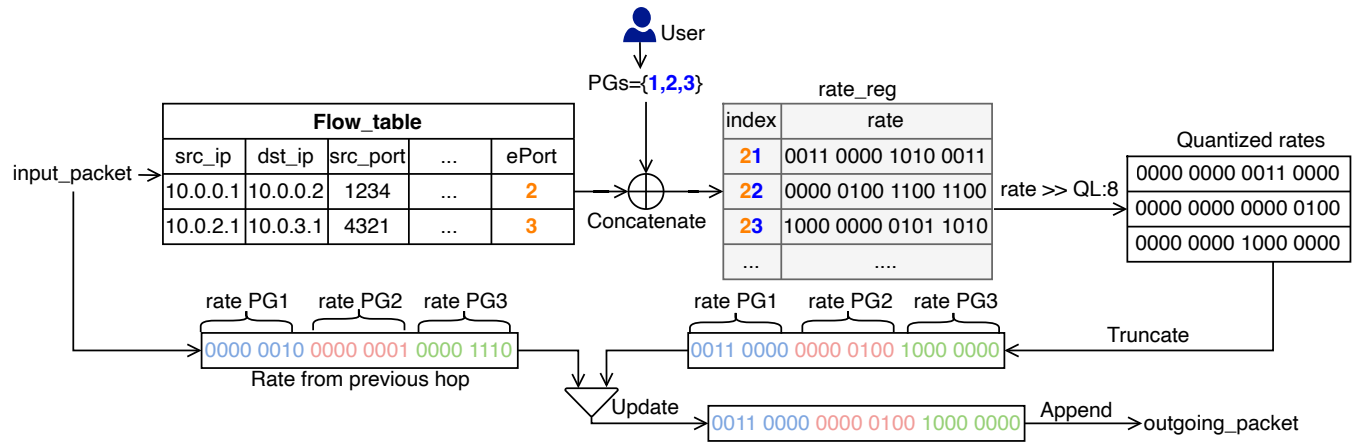 User
PGs={1,2,3}
rate_reg
Flow_table
index rate
src_ip dst_ip src_port ... ePort
Quantized rates
input_packet
21 0011 0000 1010 0011
0000 0000 0011 0000
10.0.0.1 10.0.0.2 1234 ... 2
22 0000 0100 1100 1100
rate >> QL:8
0000 0000 0000 0100
Concatenate
10.0.2.1 10.0.3.1 4321 ... 3
23 1000 0000 0101 1010
0000 0000 1000 0000
... ....
rate PG1 rate PG2 rate PG3
rate PG1 rate PG2 rate PG3
Truncate
0000 0010 0000 0001 0000 1110
0011 0000 0000 0100 1000 0000
Rate from previous hop
Update
0011 0000 0000 0100 1000 0000
Append
outgoing_packet